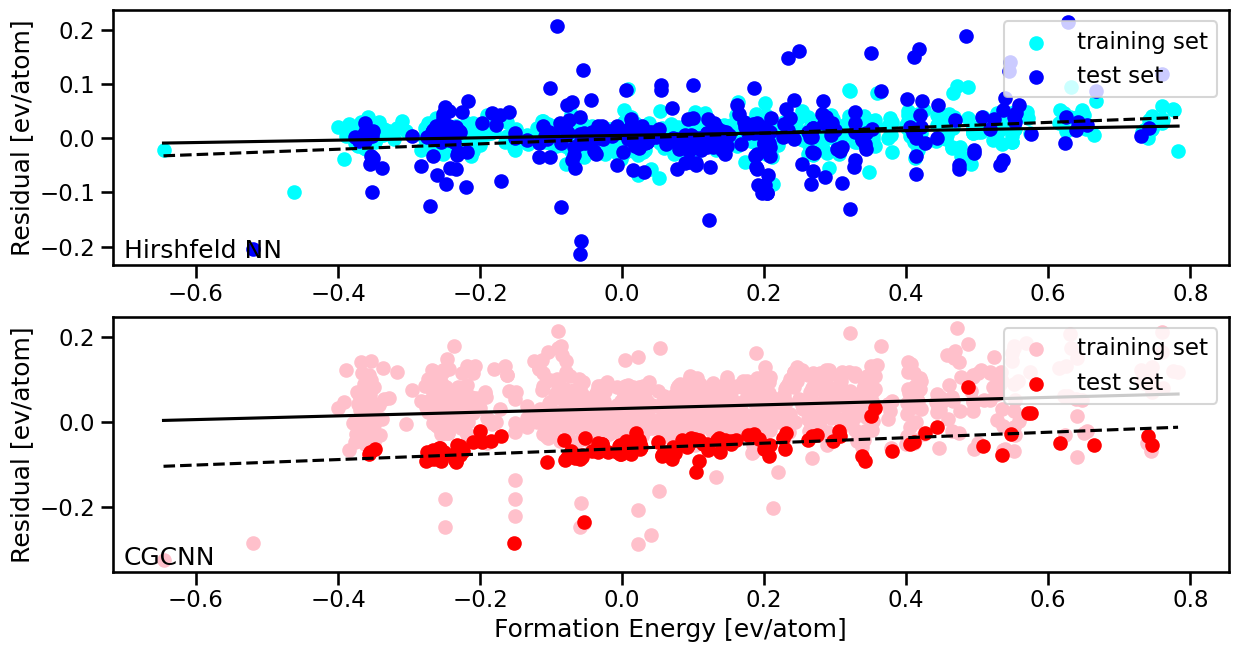 Residual [ev/atom]
0.2
0.1
0.0
−0.1
−0.2
training set
test set
Hirshfeld NN
−0.6 −0.4 −0.2 0.0 0.2 0.4 0.6 0.8
Residual [ev/atom]
0.2
0.0
−0.2
training set
test set
CGCNN
−0.6 −0.4 −0.2 0.0 0.2 0.4 0.6 0.8
Formation Energy [ev/atom]